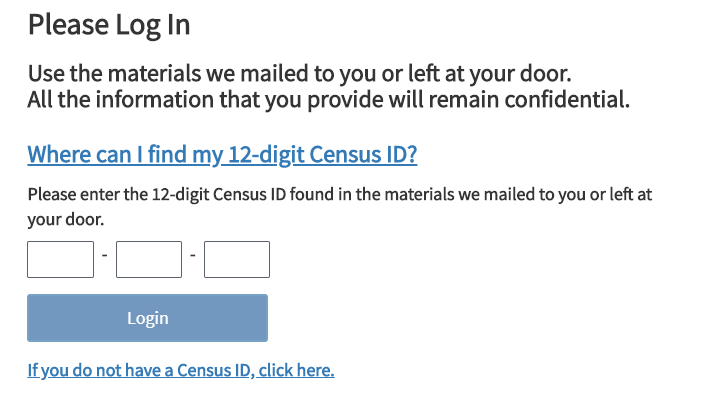 Please Log In
Use the materials we mailed to you or left at your door.
All the information that you provide will remain confidential.
Where can I find my 12-digit Census ID?
Please enter the 12-digit Census ID found in the materials we mailed to you or left at
your door.
- -
Login
If you do not have a Census ID, click here.